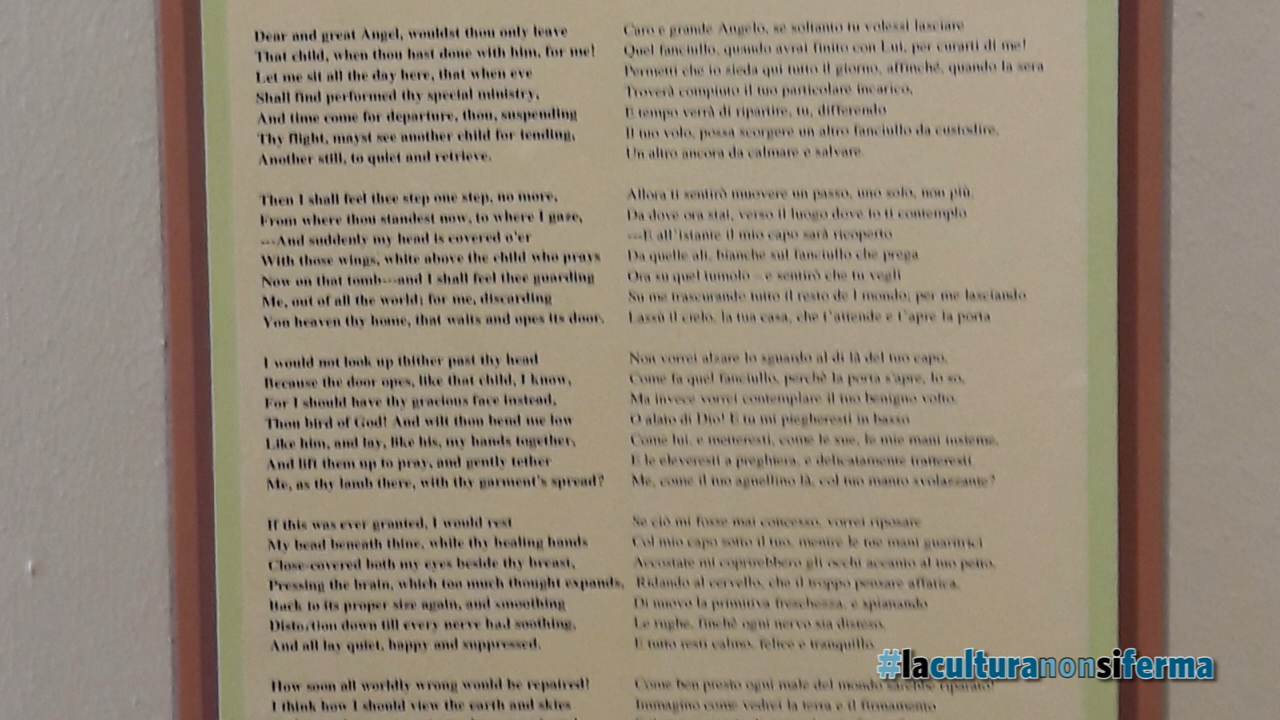 Dear and great Angel, wouldst thou only leave
That child, when thou hast done with him, for me!
Let me sit all the day here, that when eve
Shall find performed thy special ministry,
And time come for departure, thou, suspending
Thy flight, mayst see another child for tending,
Another still, to quiet and retrieve.
Then I shall feel thee step one step, no more,
From where thou standest now, to where I gaze,
---And suddenly my head is covered o'er
With those wings, white above the child who prays
Now on that tomb---and I shall feel thee guarding
Me, out of all the world; for me, discarding
You heaven thy home, that waits and opes its door.
I would not look up thither past thy head
Because the door opes, like that child, I know,
For I should have thy gracious face instead,
Thou bird of God! And wilt thou bend me low
Like him, and lay, like his, my hands together,
And lift them up to pray, and gently tether
Me, as thy lamb there, with thy garment's spread?
If this was ever granted, I would rest
My head beneath thine, while thy healing hands
Close-covered both my eyes beside thy breast,
Pressing the brain, which too much thought expands,
Back to its proper size again, and smoothing
Distortion down till every nerve had soothing,
And all lay quiet, happy and suppressed.
How soon all worldly wrong would be repaired!
I think how I should view the earth and skies
Caro e grande Angelo, se soltanto tu volessi lasciare
Quel fanciullo, quando avrai finito con Lui, per curarti di me!
Permetti che io sieda qui tutto il giorno, affinché, quando la sera
Troverà compiuto il tuo particolare incarico,
E tempo verrà di ripartire, tu, differendo
Il tuo volo, possa scorgere un altro fanciullo da custodire,
Un altro ancora da calmare e salvare.
Allora ti sentirò muovere un passo, uno solo, non più,
Da dove ora stai, verso il luogo dove Io ti contemplo
---E all'istante il mio capo sarà ricoperto
Da quelle ali, bianche sul fanciullo che prega
Ora su quel tumolo – e sentirò che tu vegli
Su me trascurando tutto il resto de l mondo; per me lasciando
Lassù il cielo, la tua casa, che t'attende e t'apre la porta
Non vorrei alzare lo sguardo al di là del tuo capo,
Come fa quel fanciullo, perchè la porta s'apre, lo so,
Ma invece vorrei contemplare il tuo benigno volto,
O alato di Dio! E tu mi piegheresti in basso
Come lui, e metteresti, come le sue, le mie mani insieme,
E le eleveresti a preghiera, e delicatamente tratteresti
Me, come il tuo agnellino là, col tuo manto svolazzante?
Se ciò mi fosse mai concesso, vorrei riposare
Col mio capo sotto il tuo, mentre le tue mani guaritrici
Accostate mi coprirebbero gli occhi accanto al tuo petto,
Ridando al cervello, che il troppo pensare affatica,
Di nuovo la primitiva freschezza, e spianando
Le rughe, finchè ogni nervo sia disteso,
E tutto resti calmo, felice e tranquillo.
Come ben presto ogni male del mondo sarebbe riparato!
Immagino come vedrei la terra e il firmamento
#laculturanonsiferma